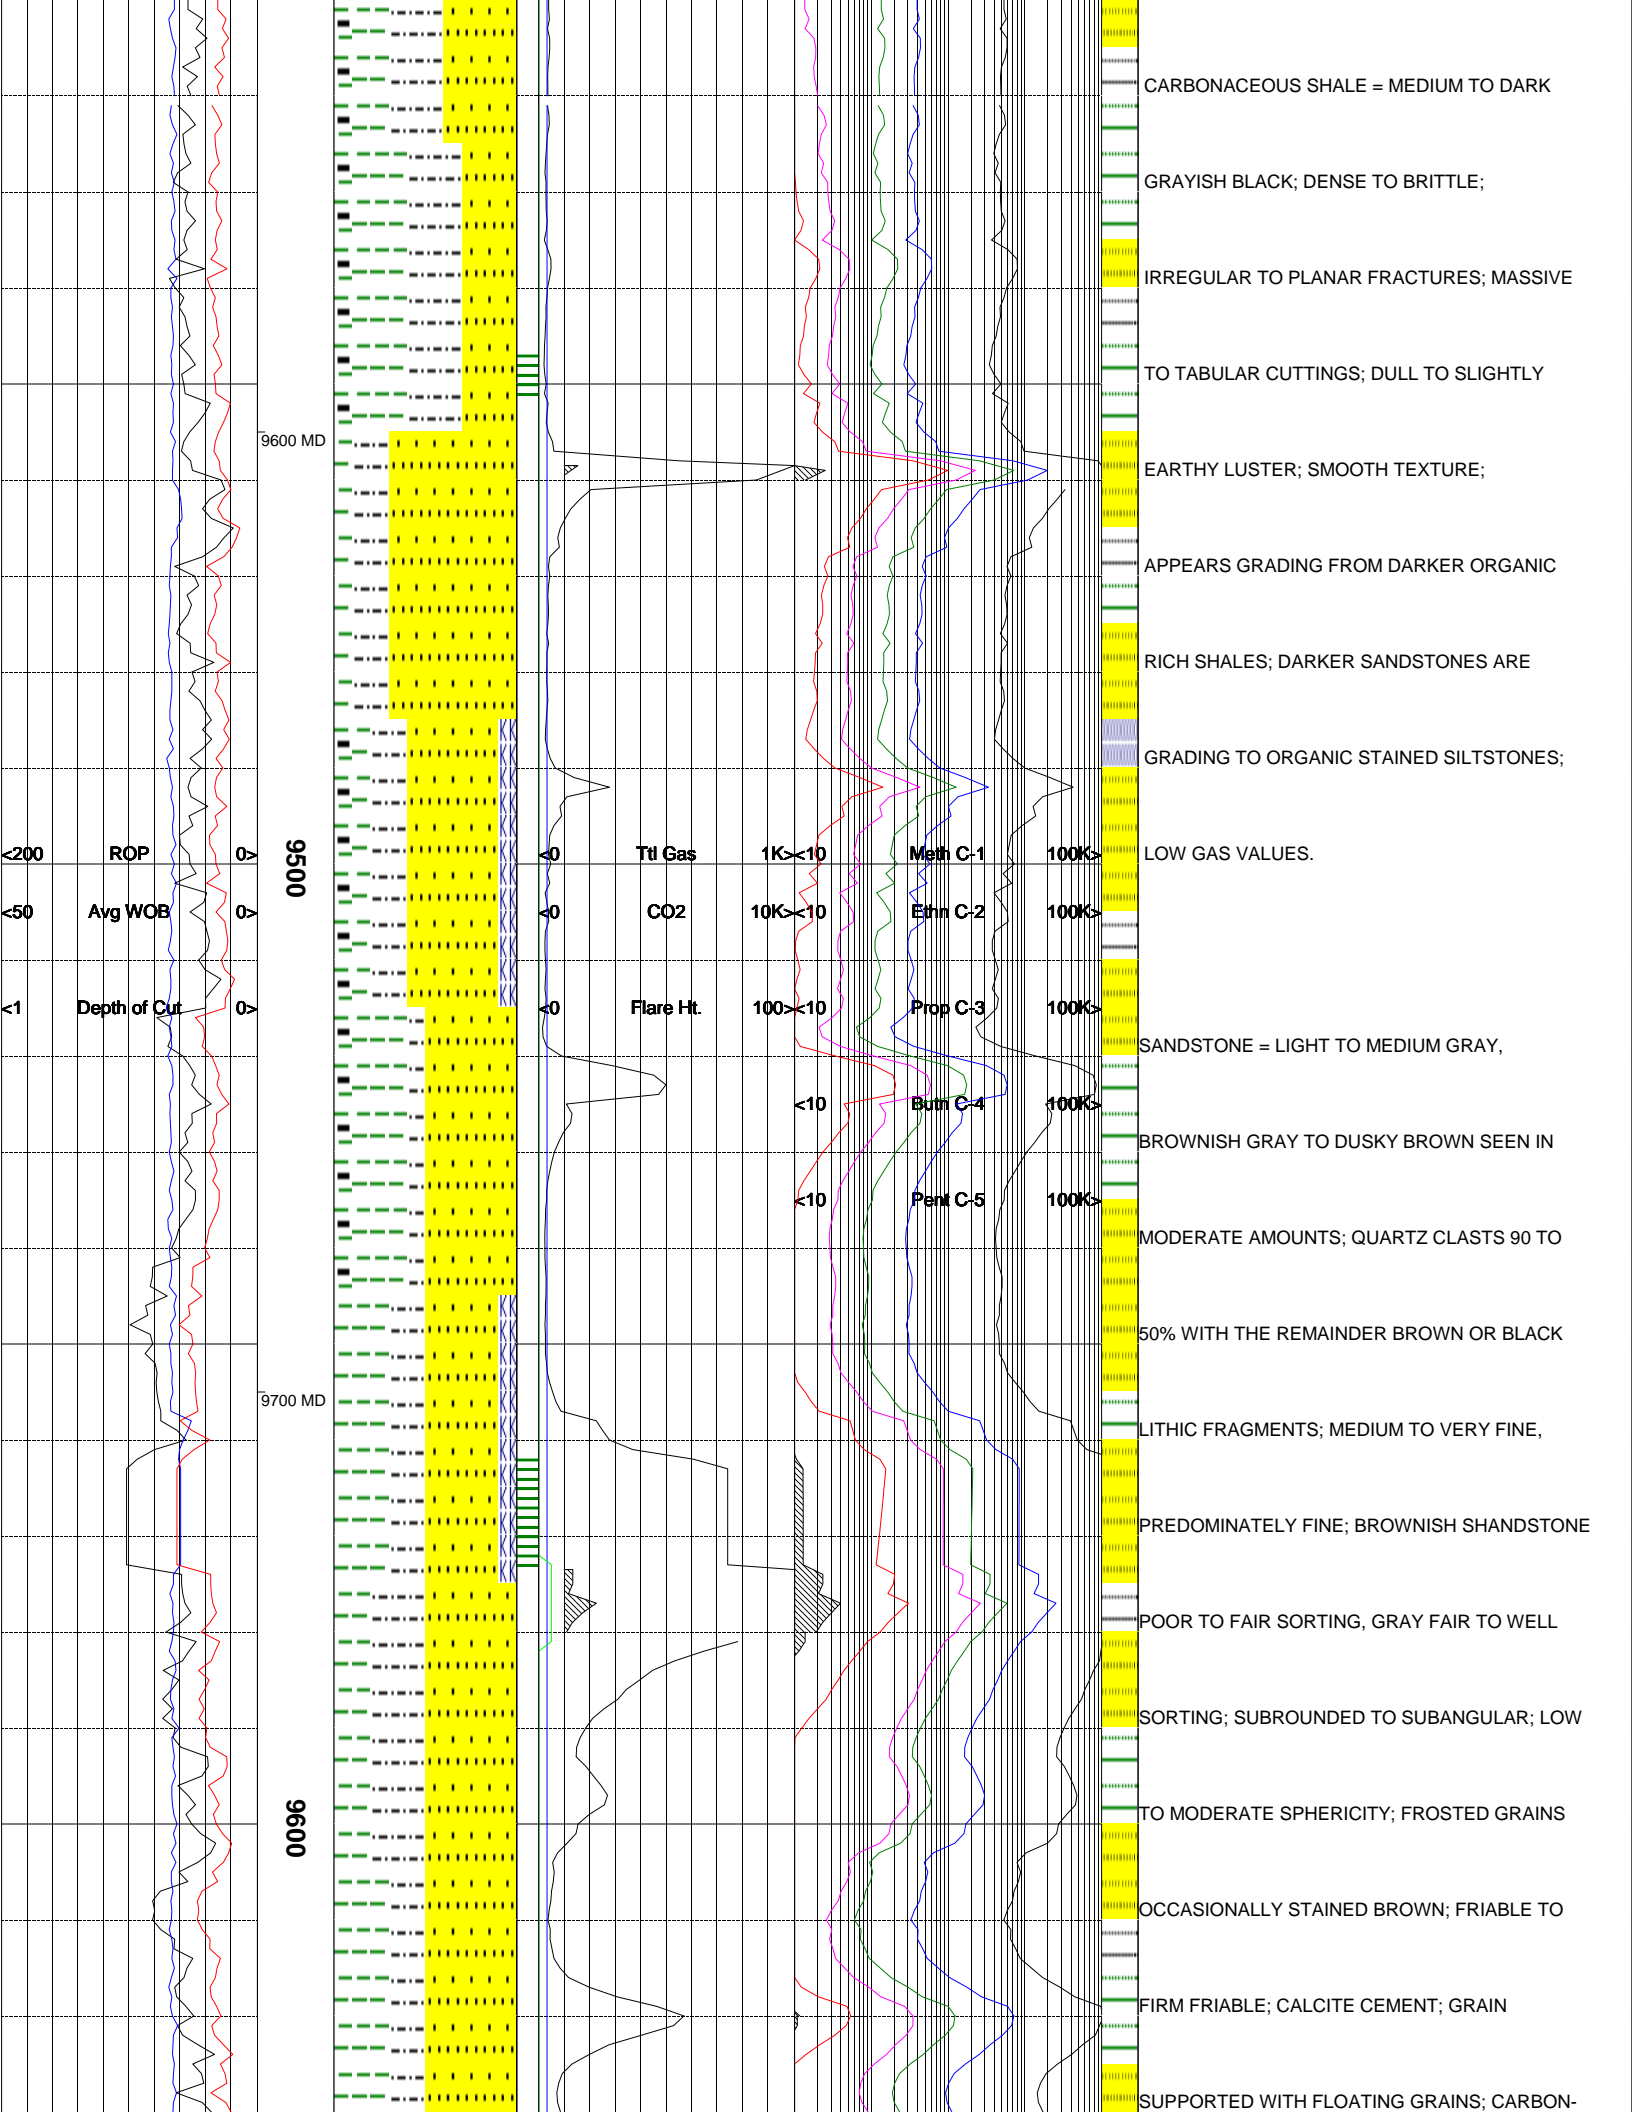 CARBONACEOUS SHALE = MEDIUM TO DARK
GRAYISH BLACK; DENSE TO BRITTLE;
IRREGULAR TO PLANAR FRACTURES; MASSIVE
TO TABULAR CUTTINGS; DULL TO SLIGHTLY
9600 MD
EARTHY LUSTER; SMOOTH TEXTURE;
APPEARS GRADING FROM DARKER ORGANIC
RICH SHALES; DARKER SANDSTONES ARE
GRADING TO ORGANIC STAINED SILTSTONES;
<200 ROP 0> 9500 <0 Ttl Gas 1K> <10 Meth C-1 100K> LOW GAS VALUES.
<50 Avg WOB 0> <0 CO2 10K> <10 Ethn C-2 100K>
<1 Depth of Cut 0> <0 Flare Ht. 100> <10 Prop C-3 100K>
SANDSTONE = LIGHT TO MEDIUM GRAY,
<10 Butn C-4 100K>
BROWNISH GRAY TO DUSKY BROWN SEEN IN
<10 Pent C-5 100K>
MODERATE AMOUNTS; QUARTZ CLASTS 90 TO
50% WITH THE REMAINDER BROWN OR BLACK
9700 MD
LITHIC FRAGMENTS; MEDIUM TO VERY FINE,
PREDOMINATELY FINE; BROWNISH SHANDSTONE
POOR TO FAIR SORTING, GRAY FAIR TO WELL
SORTING; SUBROUNDED TO SUBANGULAR; LOW
9600
TO MODERATE SPHERICITY; FROSTED GRAINS
OCCASIONALLY STAINED BROWN; FRIABLE TO
FIRM FRIABLE; CALCITE CEMENT; GRAIN
SUPPORTED WITH FLOATING GRAINS; CARBON-